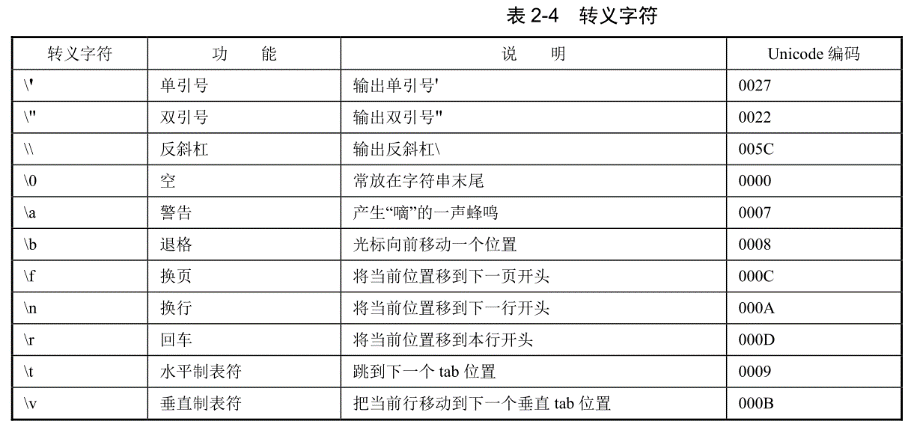 表 2-4 转义字符
转义字符 功 能 说 明 Unicode 编码
\' 单引号 输出单引号' 0027
\" 双引号 输出双引号" 0022
\\ 反斜杠 输出反斜杠\ 005C
\0 空 常放在字符串末尾 0000
\a 警告 产生“嘀”的一声蜂鸣 0007
\b 退格 光标向前移动一个位置 0008
\f 换页 将当前位置移到下一页开头 000C
\n 换行 将当前位置移到下一行开头 000A
\r 回车 将当前位置移到本行开头 000D
\t 水平制表符 跳到下一个 tab 位置 0009
\v 垂直制表符 把当前行移动到下一个垂直 tab 位置 000B